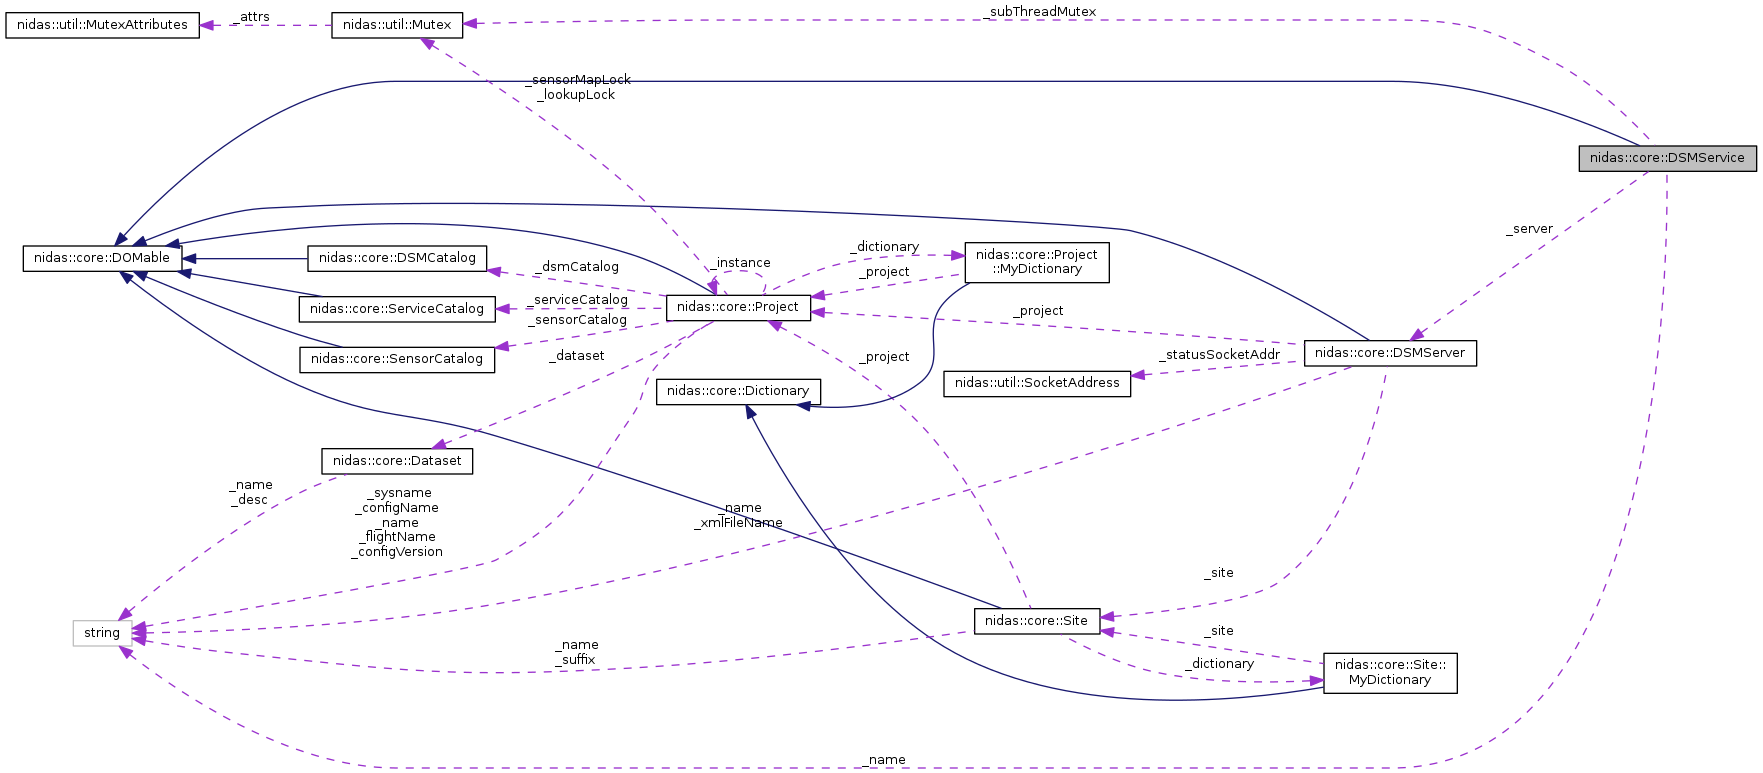 _subThreadMutex
_attrs
nidas::util::MutexAttributes
nidas::util::Mutex
_sensorMapLock
_lookupLock
nidas::core::DSMService
_server
nidas::core::DOMable
nidas::core::DSMCatalog
_dsmCatalog
_instance
_dictionary
_project
nidas::core::Project
::MyDictionary
nidas::core::ServiceCatalog
_serviceCatalog
_sensorCatalog
nidas::core::Project
_project
nidas::core::SensorCatalog
_dataset
_project
_statusSocketAddr
nidas::core::DSMServer
nidas::util::SocketAddress
nidas::core::Dictionary
nidas::core::Dataset
_name
_desc
_sysname
_configName
_name
_flightName
_configVersion
_name
_xmlFileName
_site
nidas::core::Site
string
_name
_suffix
_site
_dictionary
nidas::core::Site::
MyDictionary
_name